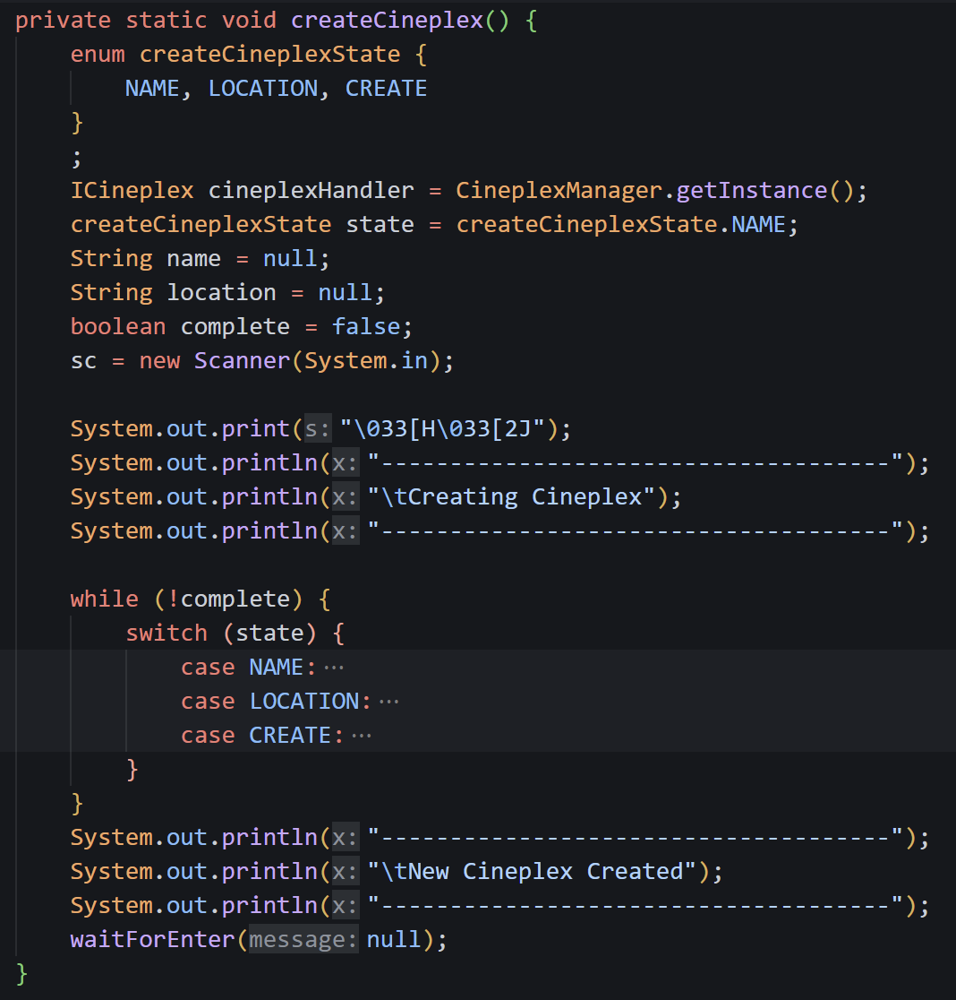 private static void createCineplex() {
    enum createCineplexState {
        NAME, LOCATION, CREATE
    }
    ;
    ICineplex cineplexHandler = CineplexManager.getInstance();
    createCineplexState state = createCineplexState.NAME;
    String name = null;
    String location = null;
    boolean complete = false;
    sc = new Scanner(System.in);

    System.out.print(s: "\033[H\033[2J");
    System.out.println(x: "-------------------------------------");
    System.out.println(x: "\tCreating Cineplex");
    System.out.println(x: "-------------------------------------");

    while (!complete) {
        switch (state) {
            case NAME: ···
            case LOCATION: ···
            case CREATE: ···
        }
    }
    System.out.println(x: "-------------------------------------");
    System.out.println(x: "\tNew Cineplex Created");
    System.out.println(x: "-------------------------------------");
    waitForEnter(message: null);
}